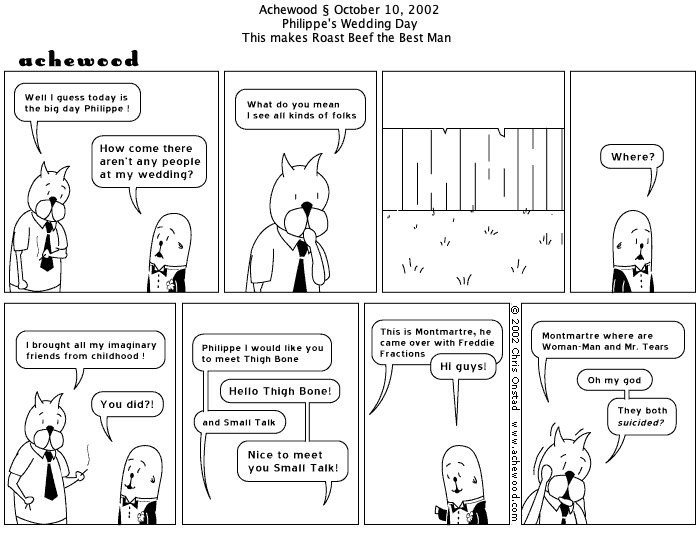 Achewood § October 10, 2002
Philippe's Wedding Day
This makes Roast Beef the Best Man
achewood
Well I guess today is
the big day Philippe !
How come there
aren't any people
at my wedding?
What do you mean
I see all kinds of folks
Where?
I brought all my imaginary
friends from childhood !
You did?!
Philippe I would like you
to meet Thigh Bone
Hello Thigh Bone!
and Small Talk
Nice to meet
you Small Talk!
This is Montmartre, he
came over with Freddie
Fractions
Hi guys!
© 2002 Chris Onstad www.achewood.com
Montmartre where are
Woman-Man and Mr. Tears
Oh my god
They both
suicided?